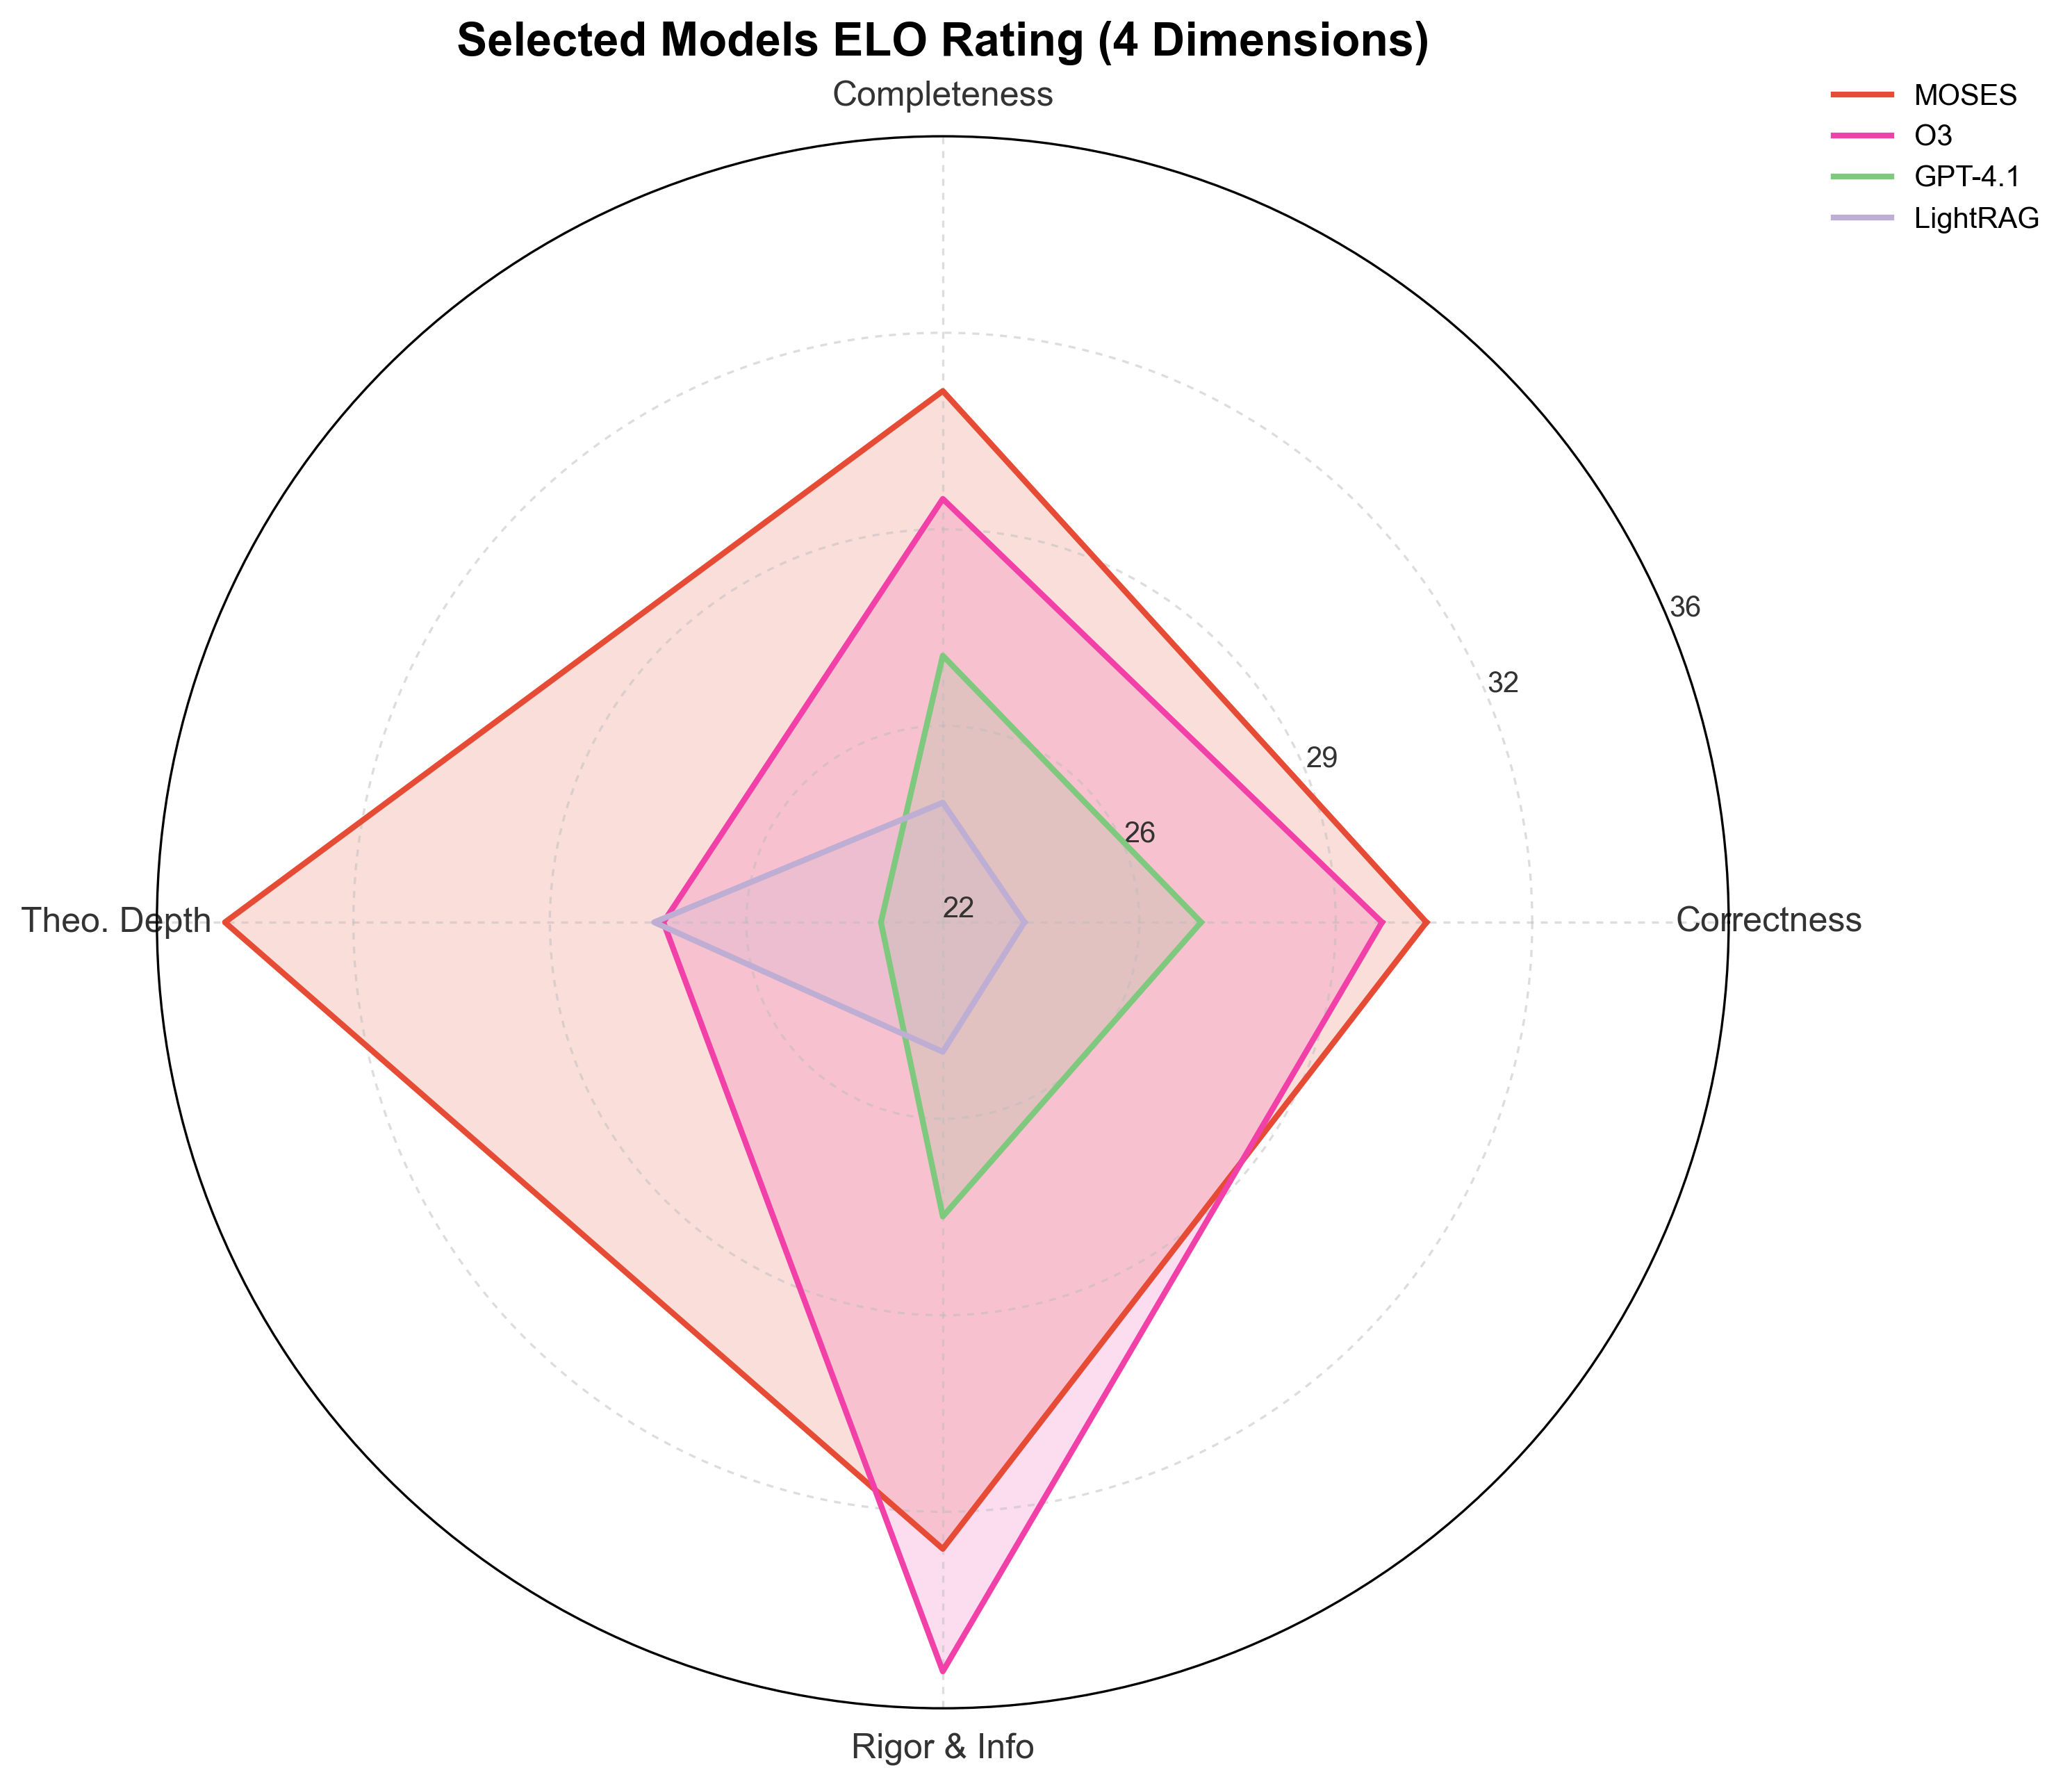 Selected Models ELO Rating (4 Dimensions)
Completeness
MOSES
O3
GPT-4.1
LightRAG
36
32
29
26
22
Theo. Depth
Correctness
Rigor & Info